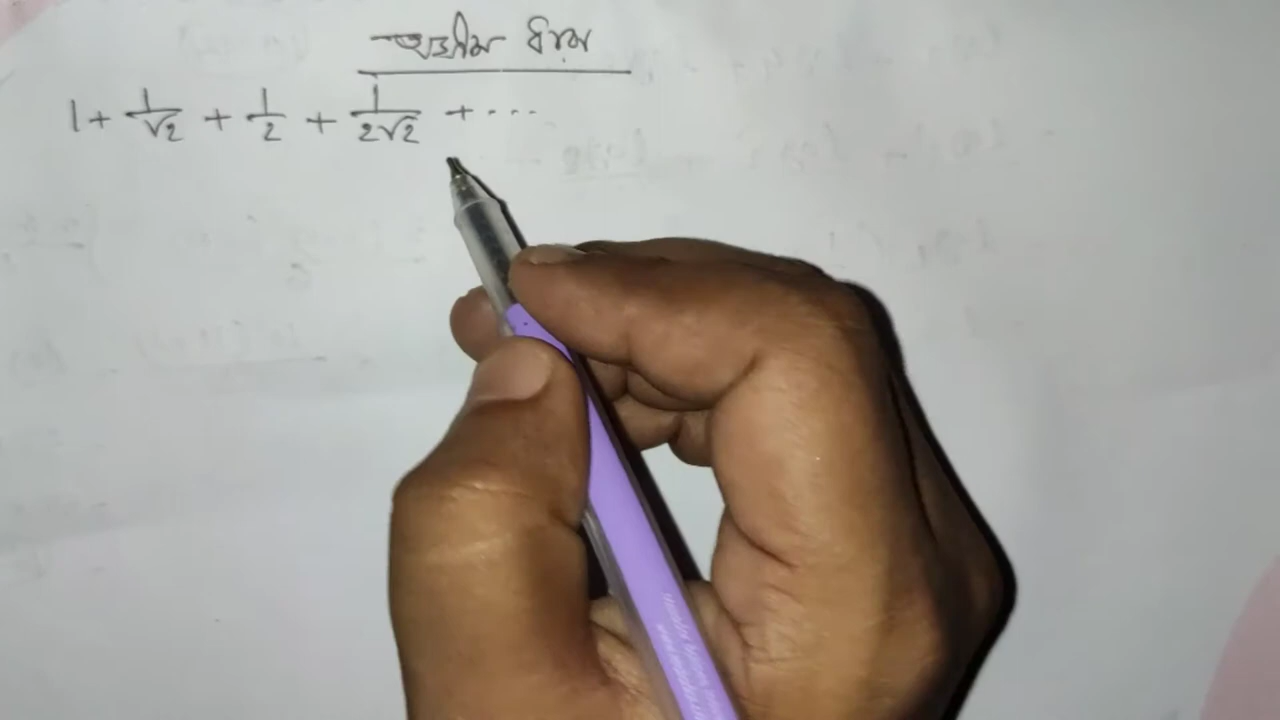 অসীম ধারা
1 + 1/√2 + 1/2 + 1/2√2 + ...